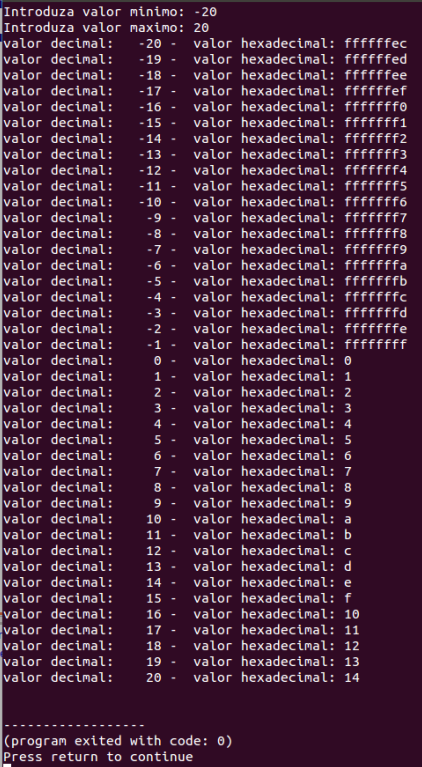 Introduza valor minimo: -20
Introduza valor maximo: 20
valor decimal:   -20 -  valor hexadecimal: ffffffec
valor decimal:   -19 -  valor hexadecimal: ffffffed
valor decimal:   -18 -  valor hexadecimal: ffffffee
valor decimal:   -17 -  valor hexadecimal: ffffffef
valor decimal:   -16 -  valor hexadecimal: fffffff0
valor decimal:   -15 -  valor hexadecimal: fffffff1
valor decimal:   -14 -  valor hexadecimal: fffffff2
valor decimal:   -13 -  valor hexadecimal: fffffff3
valor decimal:   -12 -  valor hexadecimal: fffffff4
valor decimal:   -11 -  valor hexadecimal: fffffff5
valor decimal:   -10 -  valor hexadecimal: fffffff6
valor decimal:    -9 -  valor hexadecimal: fffffff7
valor decimal:    -8 -  valor hexadecimal: fffffff8
valor decimal:    -7 -  valor hexadecimal: fffffff9
valor decimal:    -6 -  valor hexadecimal: fffffffa
valor decimal:    -5 -  valor hexadecimal: fffffffb
valor decimal:    -4 -  valor hexadecimal: fffffffc
valor decimal:    -3 -  valor hexadecimal: fffffffd
valor decimal:    -2 -  valor hexadecimal: fffffffe
valor decimal:    -1 -  valor hexadecimal: ffffffff
valor decimal:     0 -  valor hexadecimal: 0
valor decimal:     1 -  valor hexadecimal: 1
valor decimal:     2 -  valor hexadecimal: 2
valor decimal:     3 -  valor hexadecimal: 3
valor decimal:     4 -  valor hexadecimal: 4
valor decimal:     5 -  valor hexadecimal: 5
valor decimal:     6 -  valor hexadecimal: 6
valor decimal:     7 -  valor hexadecimal: 7
valor decimal:     8 -  valor hexadecimal: 8
valor decimal:     9 -  valor hexadecimal: 9
valor decimal:    10 -  valor hexadecimal: a
valor decimal:    11 -  valor hexadecimal: b
valor decimal:    12 -  valor hexadecimal: c
valor decimal:    13 -  valor hexadecimal: d
valor decimal:    14 -  valor hexadecimal: e
valor decimal:    15 -  valor hexadecimal: f
valor decimal:    16 -  valor hexadecimal: 10
valor decimal:    17 -  valor hexadecimal: 11
valor decimal:    18 -  valor hexadecimal: 12
valor decimal:    19 -  valor hexadecimal: 13
valor decimal:    20 -  valor hexadecimal: 14
------------------
(program exited with code: 0)
Press return to continue